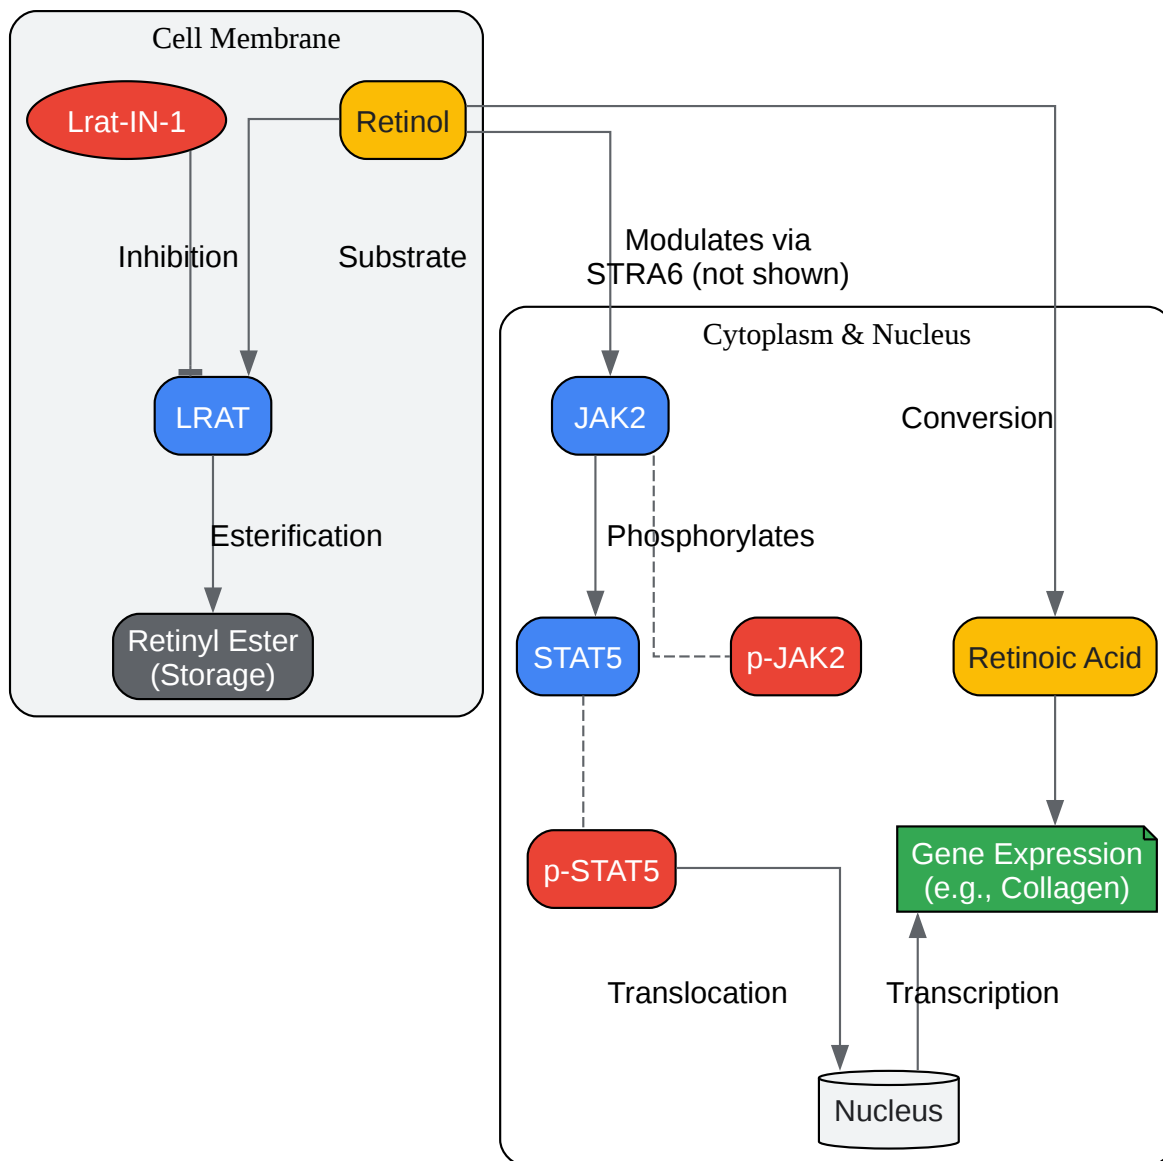 Cell Membrane
Lrat-IN-1
Retinol
Inhibition
Substrate
Modulates via
STRA6 (not shown)
Cytoplasm & Nucleus
LRAT
JAK2
Conversion
Esterification
Phosphorylates
Retinyl Ester
(Storage)
STAT5
p-JAK2
Retinoic Acid
p-STAT5
Gene Expression
(e.g., Collagen)
Translocation
Transcription
Nucleus